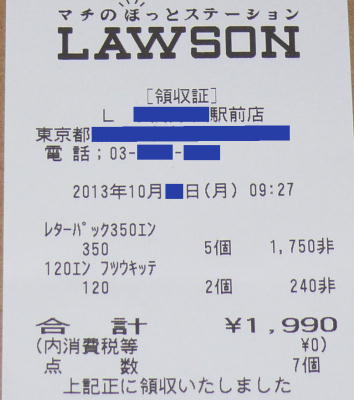 マチのほっとステーション
LAWSON
[領収証]
L 駅前店
東京都
電話;03- -
2013年10月 日(月) 09:27
レターパック350エン
350 5個 1,750非
120エン フツウキッテ
120 2個 240非
合計 ¥1,990
(内消費税等 ¥0)
点数 7個
上記正に領収いたしました